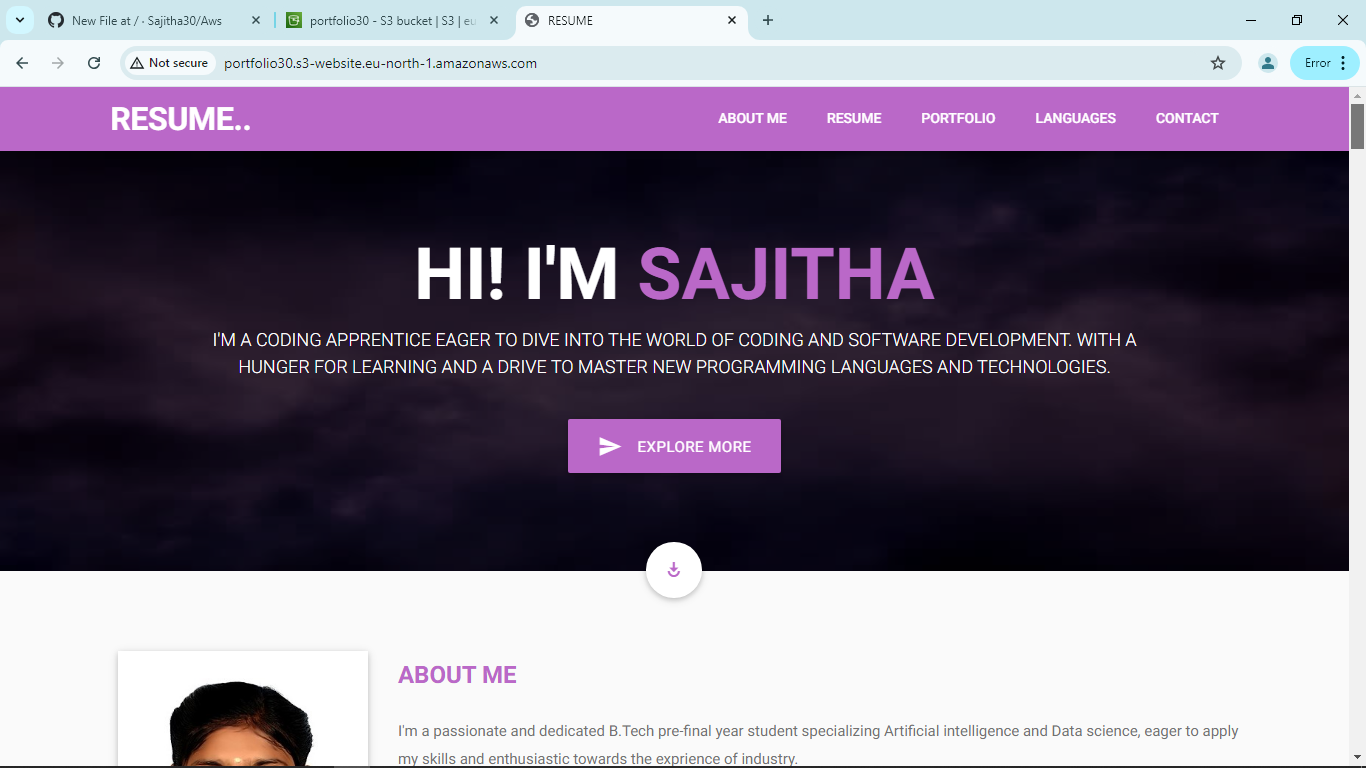 New File at / · Sajitha30/Aws
portfolio30 - S3 bucket | S3 | eu
RESUME
Not secure
portfolio30.s3-website.eu-north-1.amazonaws.com
Error
RESUME..
ABOUT ME
RESUME
PORTFOLIO
LANGUAGES
CONTACT
HI! I'M SAJITHA
I'M A CODING APPRENTICE EAGER TO DIVE INTO THE WORLD OF CODING AND SOFTWARE DEVELOPMENT. WITH A
HUNGER FOR LEARNING AND A DRIVE TO MASTER NEW PROGRAMMING LANGUAGES AND TECHNOLOGIES.
EXPLORE MORE
ABOUT ME
I'm a passionate and dedicated B.Tech pre-final year student specializing Artificial intelligence and Data science, eager to apply
my skills and enthusiastic towards the exprience of industry.